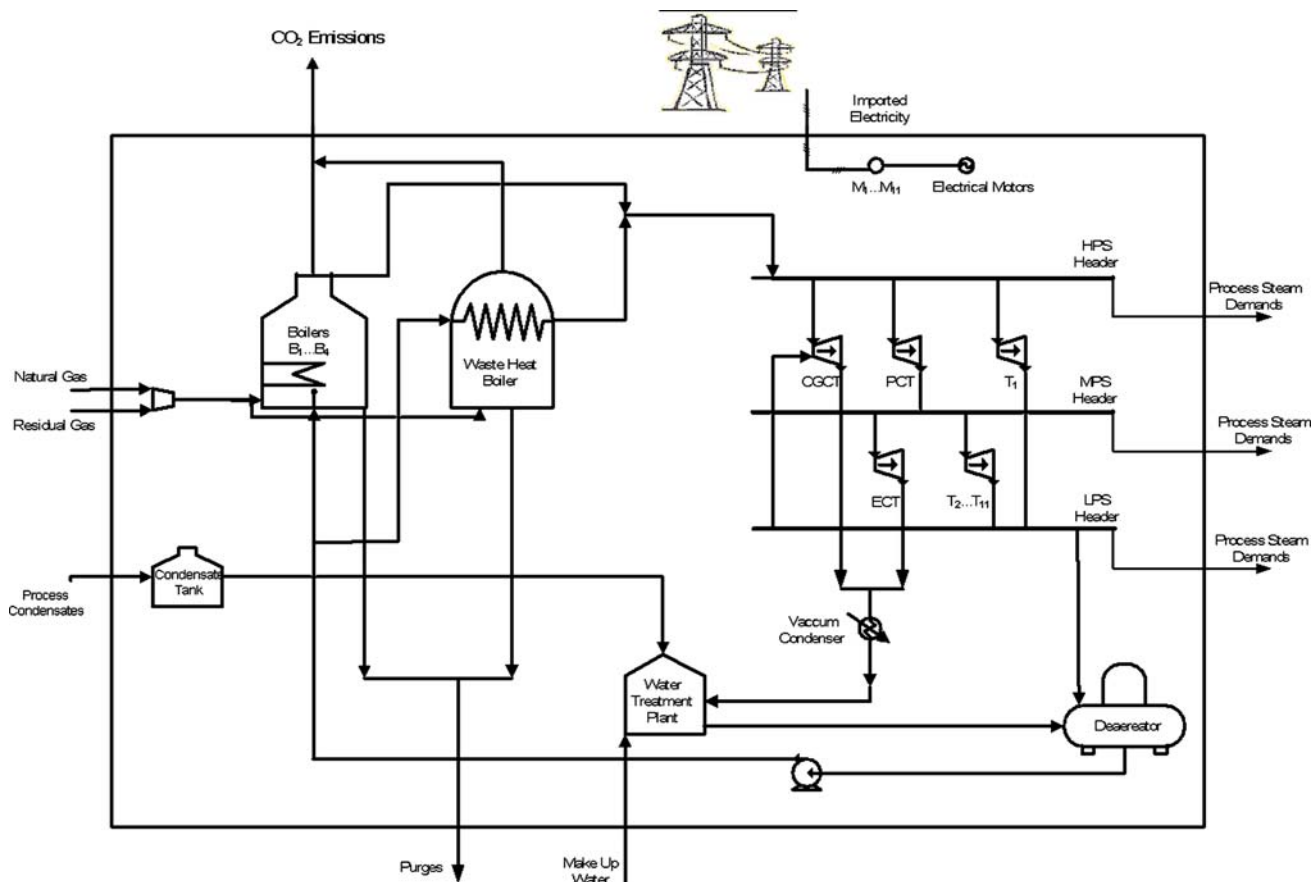 CO2 Emissions
Imported
Electricity
M1...M11
Electrical Motors
HPS
Header
Process Steam
Demands
Boilers
B1...B4
Waste Heat
Boiler
Natural Gas
Residual Gas
CGCT
PCT
T1
MPS
Header
Process Steam
Demands
ECT
T2...T11
LPS
Header
Process Steam
Demands
Condensate
Tank
Process
Condensates
Vaccum
Condenser
Water
Treatment
Plant
Deaereator
Purges
Make Up
Water